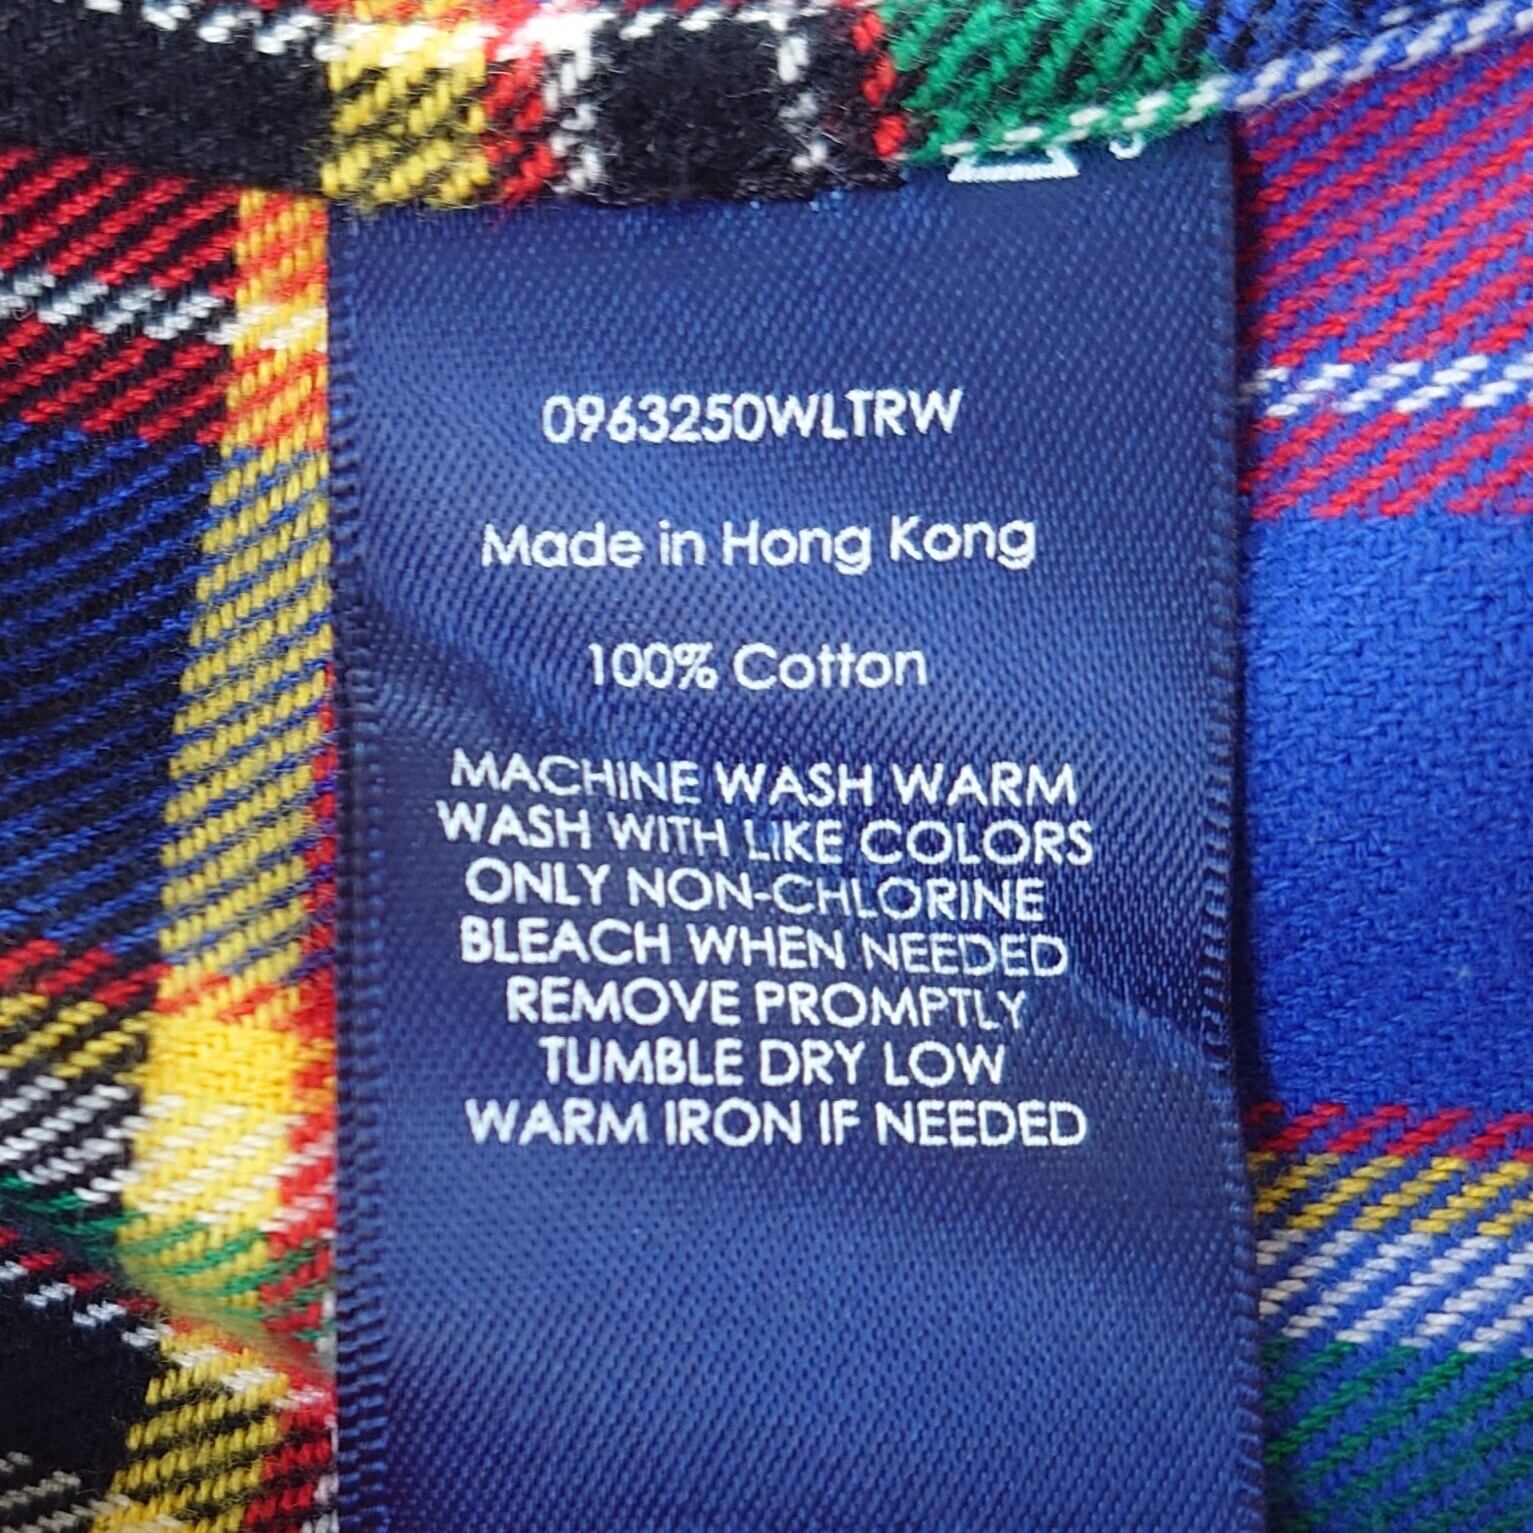 0963250WLTRW
Made in Hong Kong
100% Cotton
MACHINE WASH WARM
WASH WITH LIKE COLORS
ONLY NON-CHLORINE
BLEACH WHEN NEEDED
REMOVE PROMPTLY
TUMBLE DRY LOW
WARM IRON IF NEEDED